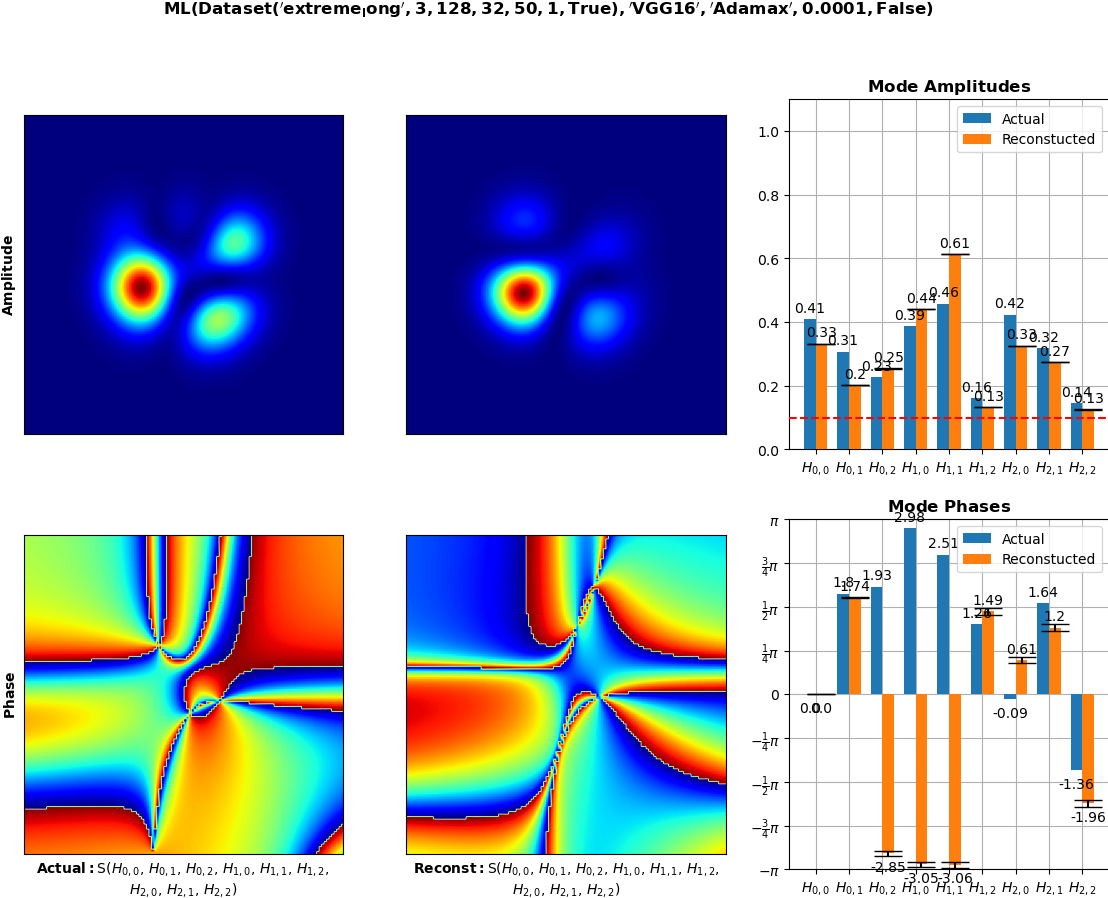 ML(Dataset('extremeₗong', 3, 128, 32, 50, 1, True), 'VGG16', 'Adamax', 0.0001, False)
Amplitude
Mode Amplitudes
Actual
Reconstucted
1.0
0.8
0.6
0.4
0.2
0.0
0.41
0.33
0.31
0.2
0.23
0.25
0.39
0.44
0.46
0.61
0.16
0.13
0.42
0.33
0.32
0.27
0.14
0.13
H₀,₀ H₀,₁ H₀,₂ H₁,₀ H₁,₁ H₁,₂ H₂,₀ H₂,₁ H₂,₂
Phase
Actual: S(H₀,₀, H₀,₁, H₀,₂, H₁,₀, H₁,₁, H₁,₂,
H₂,₀, H₂,₁, H₂,₂)
Reconst: S(H₀,₀, H₀,₁, H₀,₂, H₁,₀, H₁,₁, H₁,₂,
H₂,₀, H₂,₁, H₂,₂)
Mode Phases
Actual
Reconstucted
π
3/4π
1/2π
1/4π
0
−1/4π
−1/2π
−3/4π
−π
0.0
0.0
1.8
1.74
1.93
-2.85
2.98
-3.05
2.51
-3.06
1.26
1.49
-0.09
0.61
1.64
1.2
-1.36
-1.96
H₀,₀ H₀,₁ H₀,₂ H₁,₀ H₁,₁ H₁,₂ H₂,₀ H₂,₁ H₂,₂